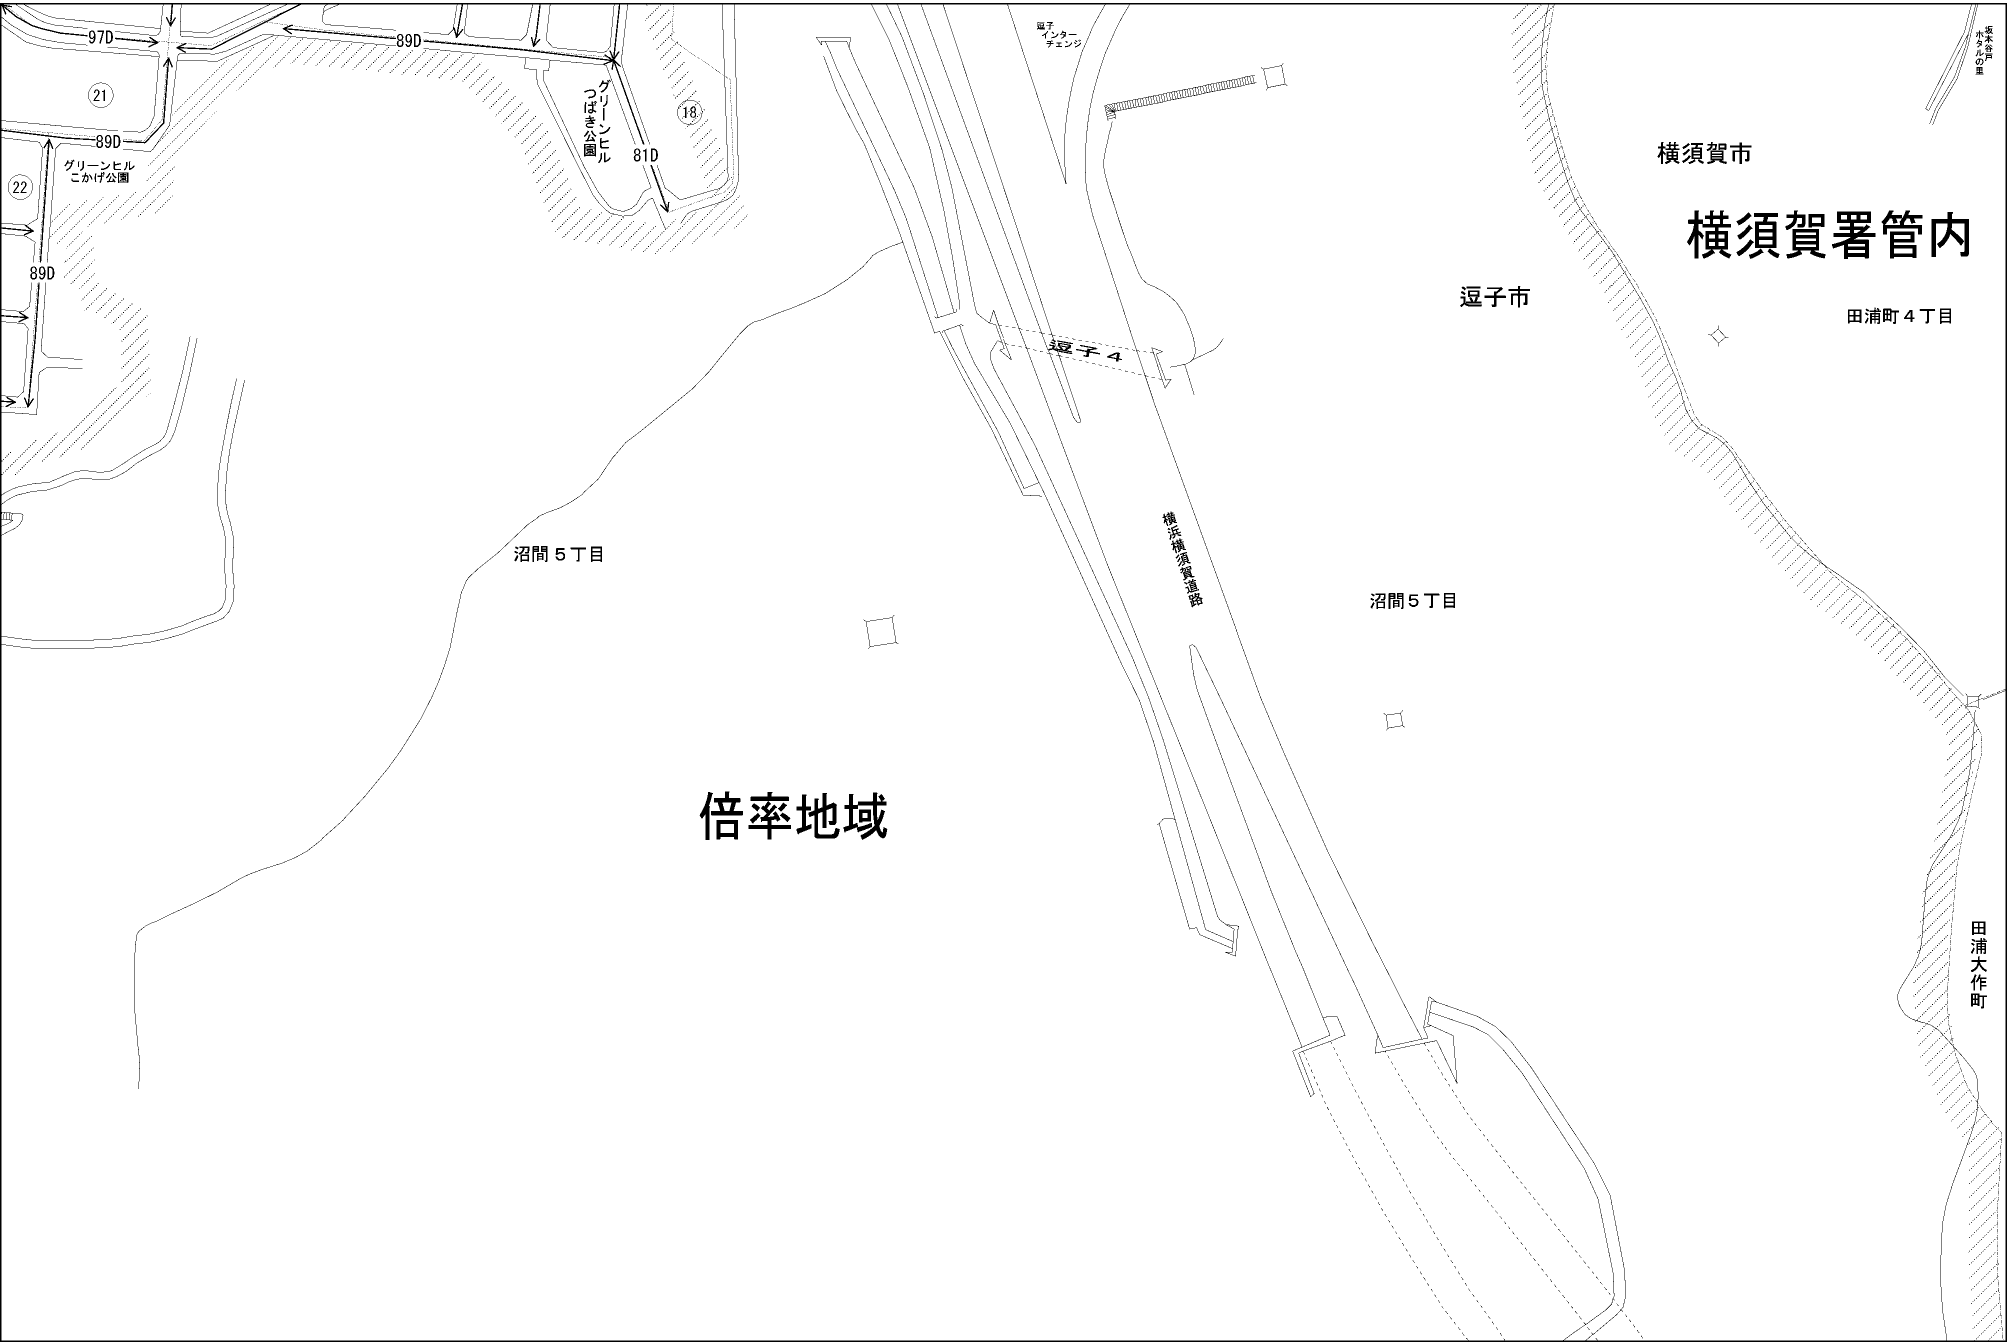 97D
89D
逗子
インター
チェンジ
坂本谷戸
ホタルの里
21
グリーンヒル
つばき公園
18
89D
81D
横須賀市
グリーンヒル
こかげ公園
22
横須賀署管内
89D
逗子市
田浦町4丁目
逗子4
横浜横須賀道路
沼間5丁目
沼間5丁目
倍率地域
田浦大作町